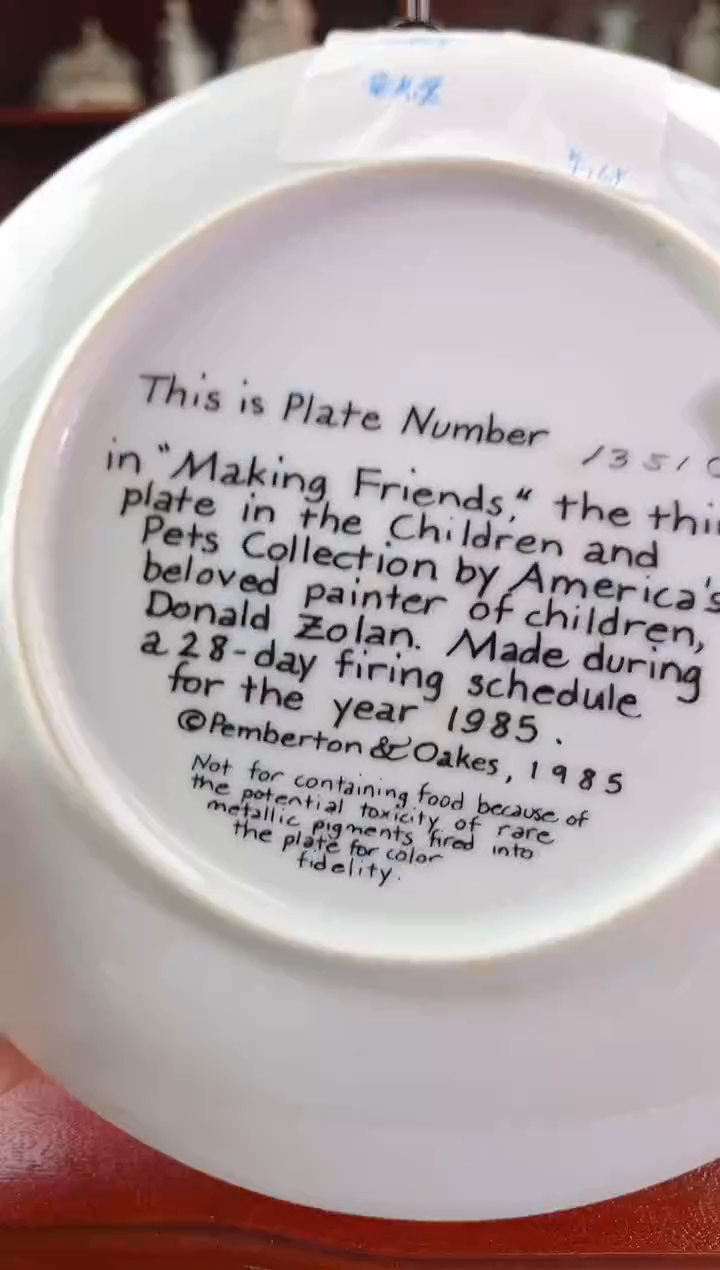 This is Plate Number 1351
in "Making Friends," the thi
plate in the Children and
Pets Collection by America's
beloved painter of children,
Donald Zolan. Made during
a 28-day firing schedule
for the year 1985.
©Pemberton & Oakes, 1985
Not for containing food because of
the potential toxicity of rare
metallic pigments fired into
the plate for color
fidelity.